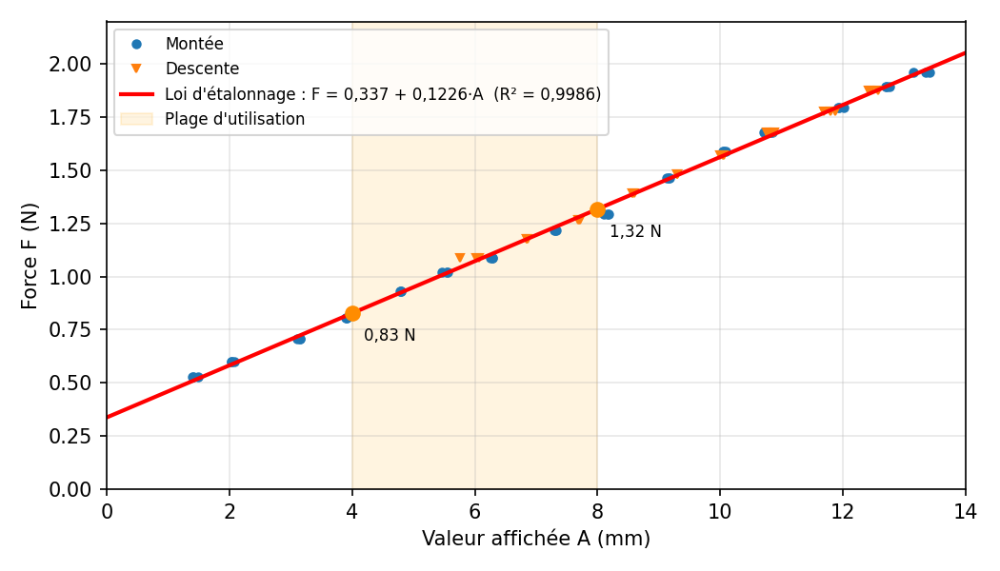 Montée
Descente
Loi d'étalonnage : F = 0,337 + 0,1226·A (R² = 0,9986)
Plage d'utilisation
2.00
1.75
1.50
1.25
1.00
0.75
0.50
0.25
0.00
Force F (N)
1,32 N
0,83 N
0 2 4 6 8 10 12 14
Valeur affichée A (mm)